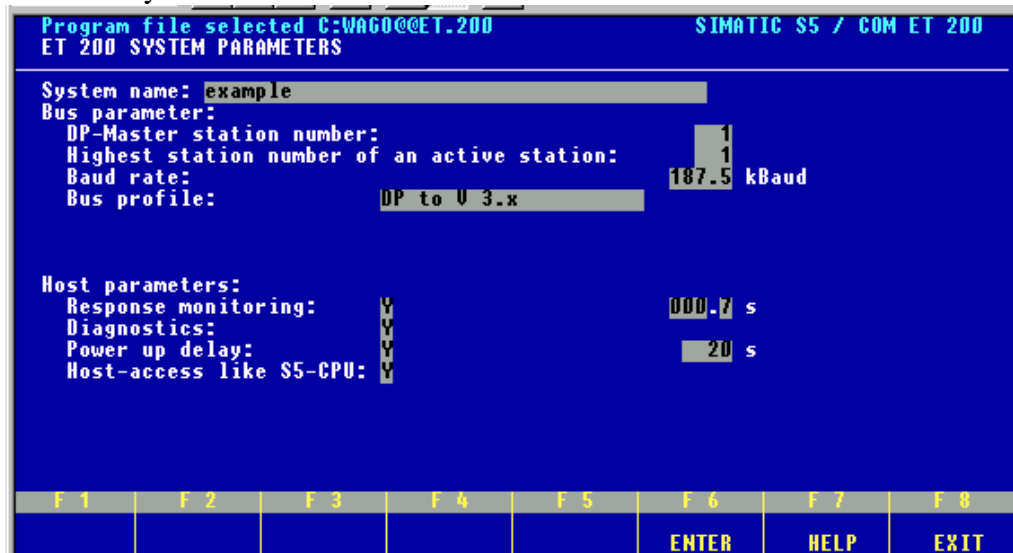 Program file selected C:WAGO@@ET.200 SIMATIC S5 / COM ET 200
ET 200 SYSTEM PARAMETERS
System name: example
Bus parameter:
DP-Master station number: 1
Highest station number of an active station: 1
Baud rate: 187.5 kBaud
Bus profile: DP to V 3.x
Host parameters:
Response monitoring: Y 000.7 s
Diagnostics: Y
Power up delay: Y 20 s
Host-access like S5-CPU: Y
F 1 F 2 F 3 F 4 F 5 F 6 F 7 F 8
ENTER HELP EXIT